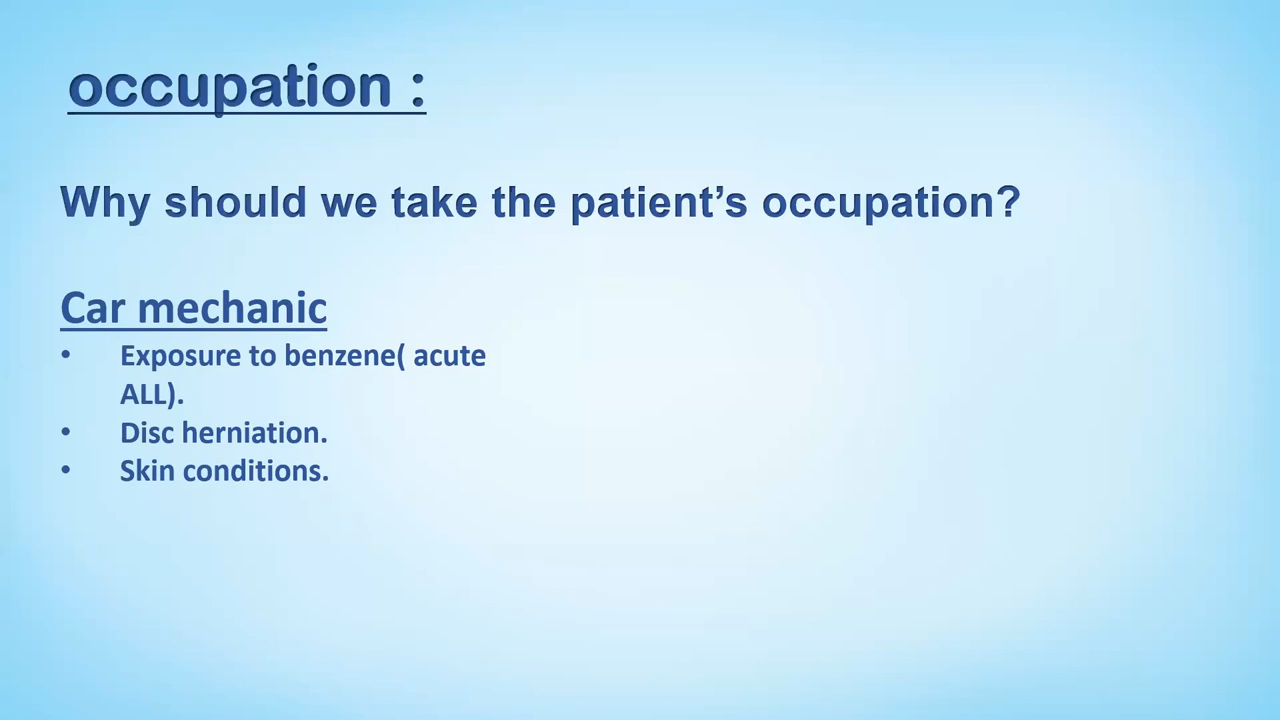 occupation :
Why should we take the patient’s occupation?
Car mechanic
• Exposure to benzene( acute
ALL).
• Disc herniation.
• Skin conditions.